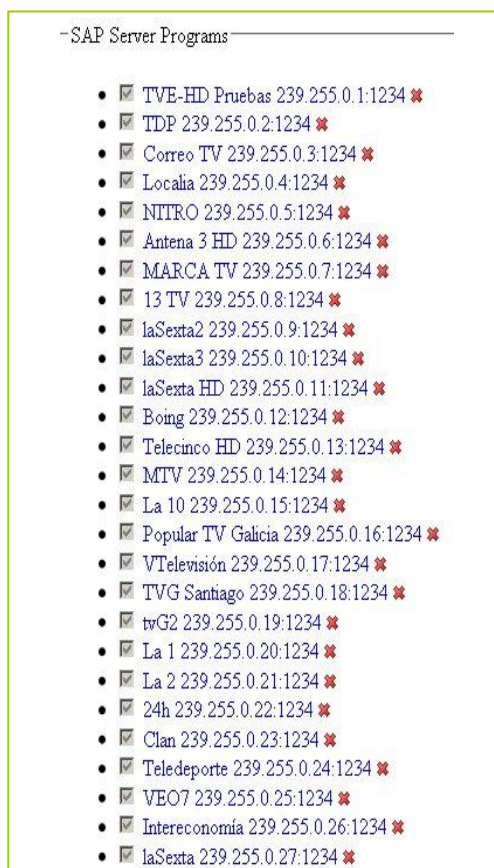 SAP Server Programs
TVE-HD Pruebas 239.255.0.1:1234
TDP 239.255.0.2:1234
Correo TV 239.255.0.3:1234
Localia 239.255.0.4:1234
NITRO 239.255.0.5:1234
Antena 3 HD 239.255.0.6:1234
MARCA TV 239.255.0.7:1234
13 TV 239.255.0.8:1234
laSexta2 239.255.0.9:1234
laSexta3 239.255.0.10:1234
laSexta HD 239.255.0.11:1234
Boing 239.255.0.12:1234
Telecinco HD 239.255.0.13:1234
MTV 239.255.0.14:1234
La 10 239.255.0.15:1234
Popular TV Galicia 239.255.0.16:1234
VTelevisión 239.255.0.17:1234
TVG Santiago 239.255.0.18:1234
tvG2 239.255.0.19:1234
La 1 239.255.0.20:1234
La 2 239.255.0.21:1234
24h 239.255.0.22:1234
Clan 239.255.0.23:1234
Teledeporte 239.255.0.24:1234
VEO7 239.255.0.25:1234
Intereconomía 239.255.0.26:1234
laSexta 239.255.0.27:1234